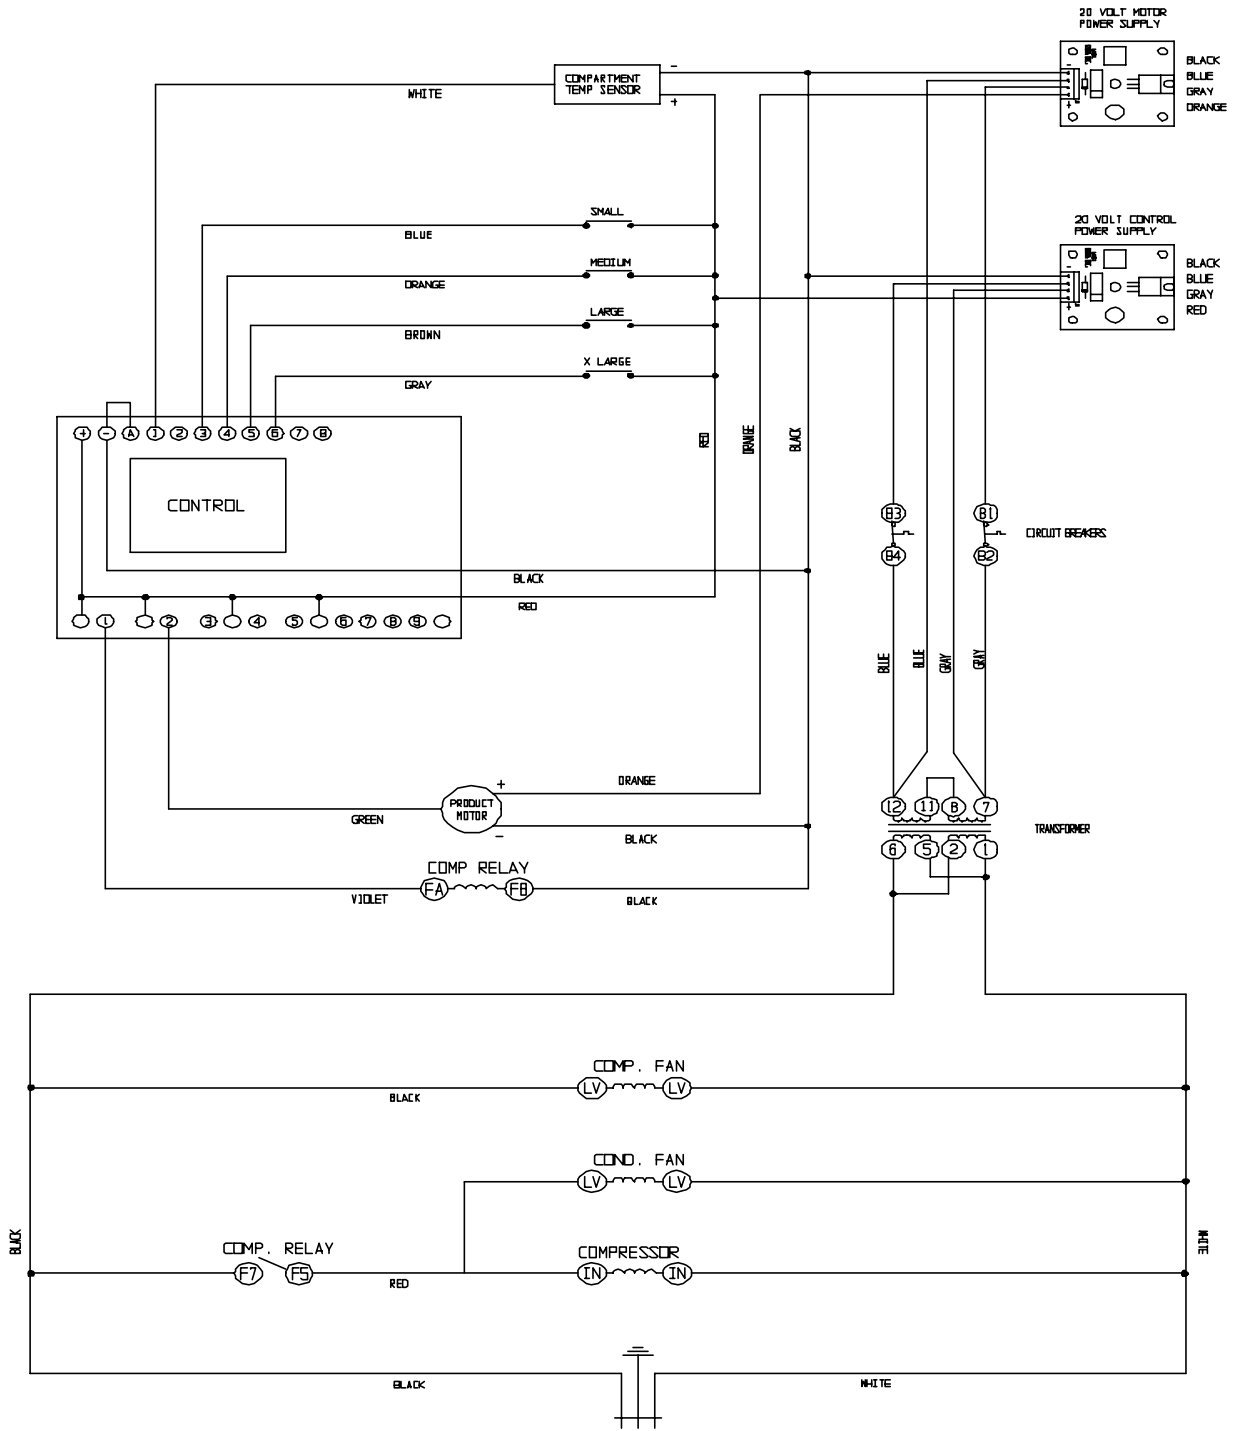 20 VOLT MOTOR
POWER SUPPLY
BLACK
BLUE
GRAY
ORANGE
-
+
COMPARTMENT
TEMP SENSOR
-
+
WHITE
20 VOLT CONTROL
POWER SUPPLY
BLACK
BLUE
GRAY
RED
-
+
SMALL
BLUE
MEDIUM
ORANGE
LARGE
BROWN
X LARGE
GRAY
+ - A 1 2 3 4 5 6 7 8
RED
ORANGE
BLACK
CONTROL
B3
B1
CIRCUIT BREAKERS
B4
B2
BLACK
RED
1 2 3 4 5 6 7 8 9
BLUE
BLUE
GRAY
GRAY
+
ORANGE
PRODUCT
MOTOR
GREEN
-
BLACK
12 11 8 7
TRANSFORMER
6 5 2 1
COMP RELAY
FA
FB
VIOLET
BLACK
COMP. FAN
LV
LV
BLACK
COND. FAN
LV
LV
BLACK
WHITE
COMP. RELAY
F7
F5
RED
COMPRESSOR
IN
IN
BLACK
WHITE